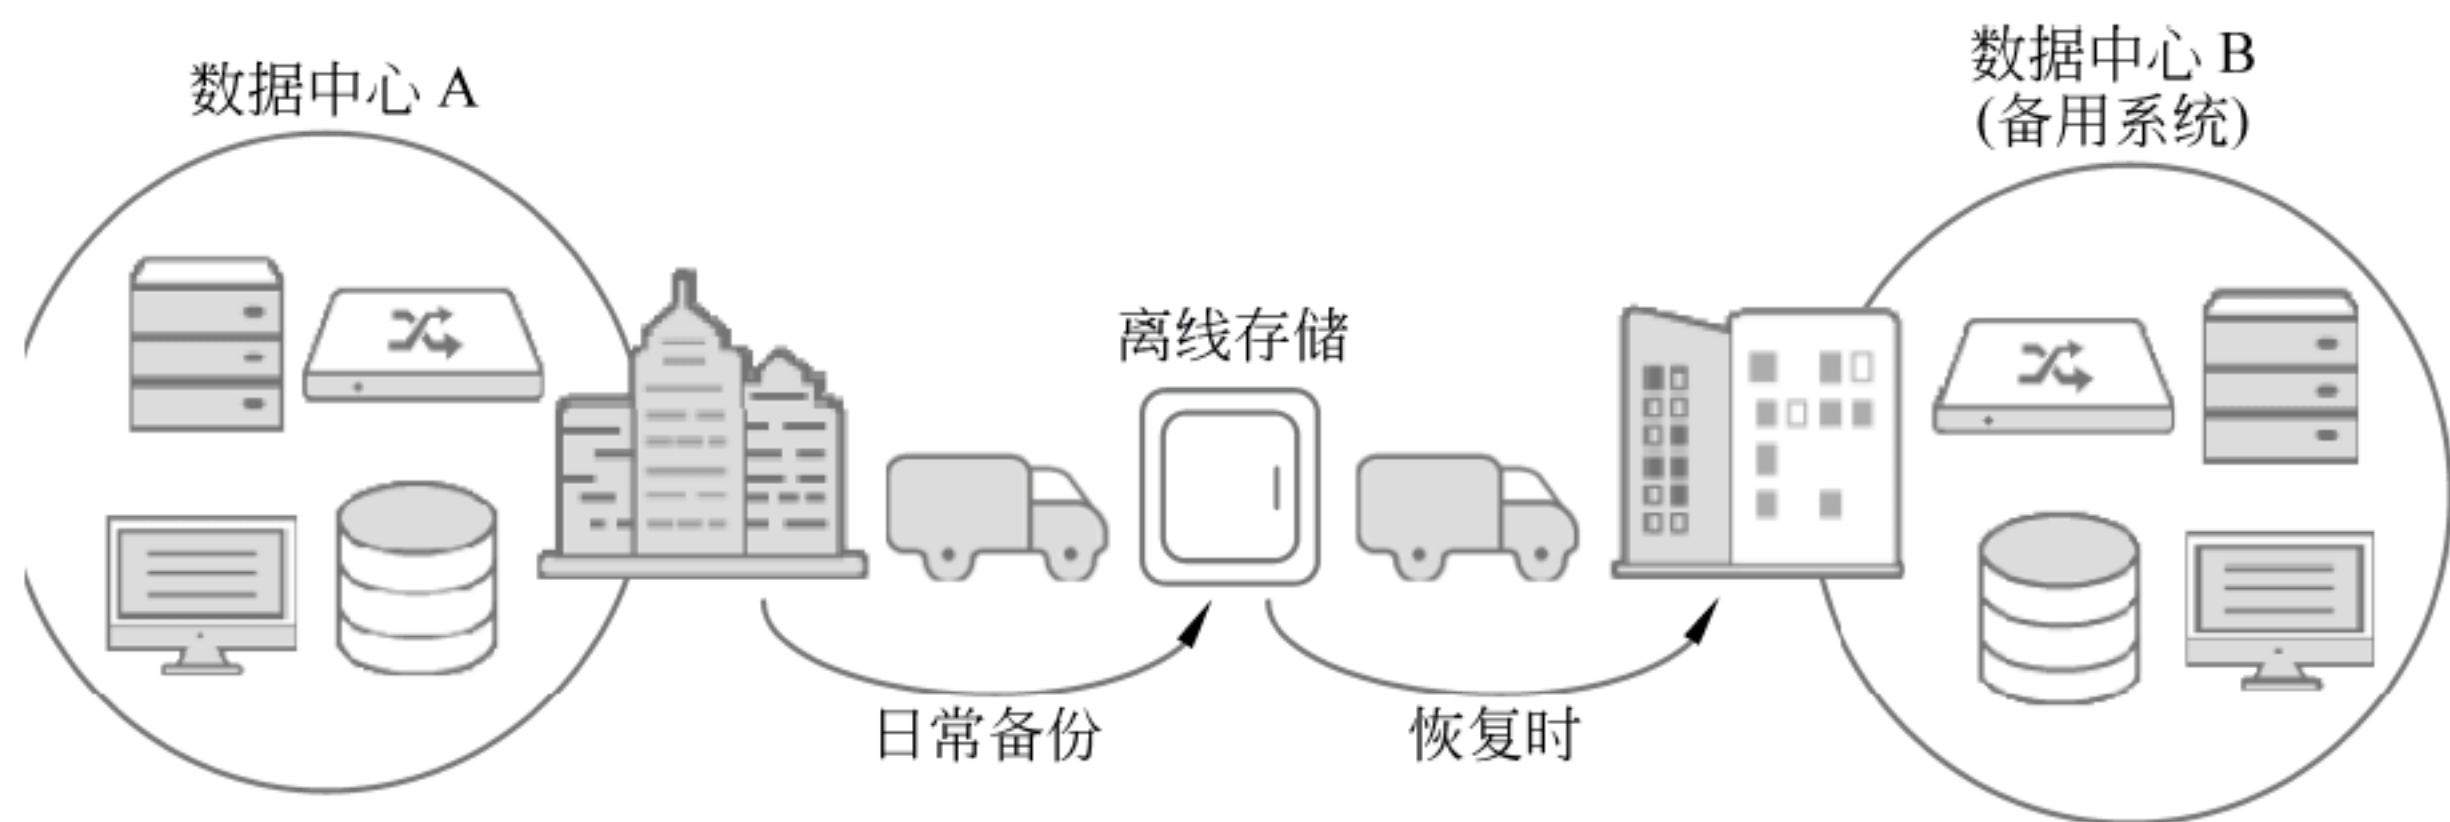 数据中心 A
数据中心 B
(备用系统)
离线存储
日常备份
恢复时